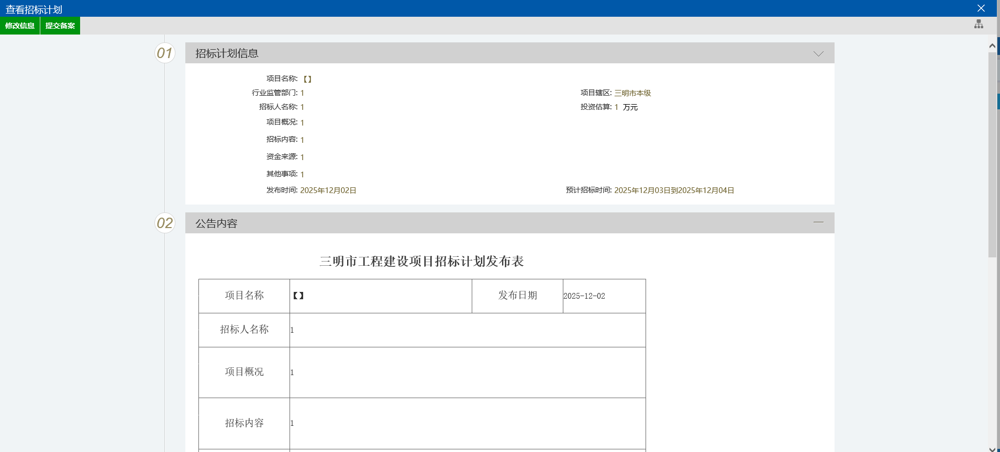 查看招标计划
修改信息 提交备案
01 招标计划信息
项目名称: 【】
行业监管部门: 1 项目辖区: 三明市本级
招标人名称: 1 投资估算: 1 万元
项目概况: 1
招标内容: 1
资金来源: 1
其他事项: 1
发布时间: 2025年12月02日 预计招标时间: 2025年12月03日到2025年12月04日
02 公告内容
三明市工程建设项目招标计划发布表
项目名称 【】 发布日期 2025-12-02
招标人名称 1
项目概况 1
招标内容 1